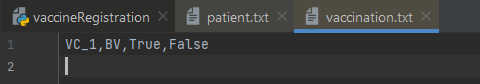 vaccineRegistration patient.txt vaccination.txt
1 VC_1,BV,True,False
2